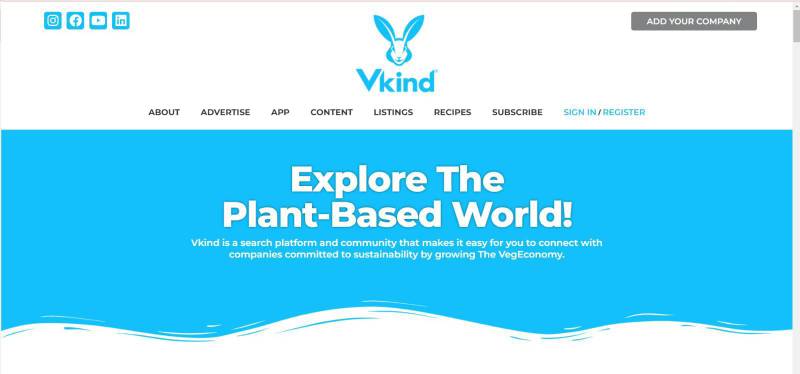 ADD YOUR COMPANY
Vkind
ABOUT ADVERTISE APP CONTENT LISTINGS RECIPES SUBSCRIBE SIGN IN / REGISTER
Explore The
Plant-Based World!
Vkind is a search platform and community that makes it easy for you to connect with
companies committed to sustainability by growing The VegEconomy.